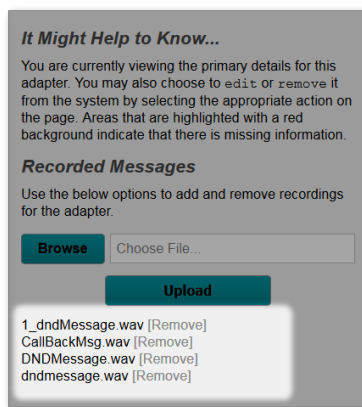 It Might Help to Know...
You are currently viewing the primary details for this
adapter. You may also choose to edit or remove it
from the system by selecting the appropriate action on
the page. Areas that are highlighted with a red
background indicate that there is missing information.
Recorded Messages
Use the below options to add and remove recordings
for the adapter.
Browse Choose File...
Upload
1_dndMessage.wav [Remove]
CallBackMsg.wav [Remove]
DNDMessage.wav [Remove]
dndmessage.wav [Remove]